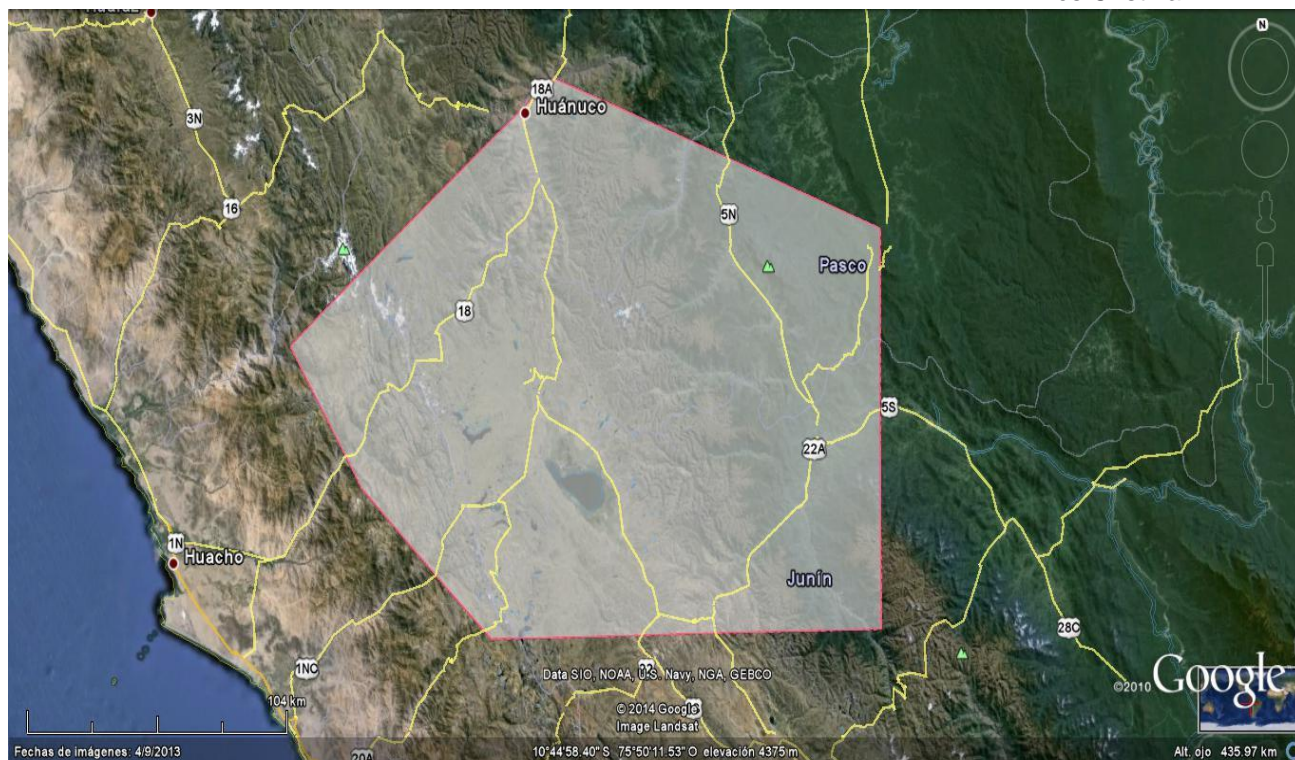 18A
Huánuco
N
3N
16
5N
Pasco
18
5S
22A
1N
Huacho
Junín
28C
1NC
104 km
Data SIO, NOAA, U.S. Navy, NGA, GEBCO
© 2014 Google
Image Landsat
©2010 Google
20A
Fechas de imágenes: 4/9/2013
10°44'58.40" S 75°50'11.53" O elevación 4375 m
Alt. ojo 435.97 km